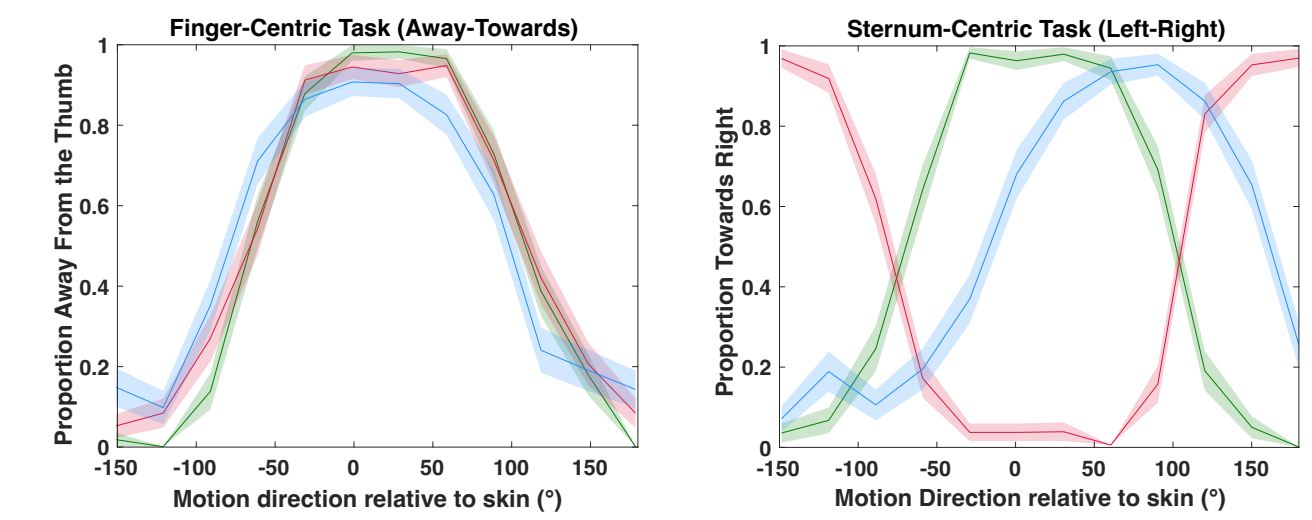 Finger-Centric Task (Away-Towards)
Proportion Away From the Thumb
1
0.8
0.6
0.4
0.2
0
-150 -100 -50 0 50 100 150
Motion direction relative to skin (°)
Sternum-Centric Task (Left-Right)
Proportion Towards Right
1
0.8
0.6
0.4
0.2
0
-150 -100 -50 0 50 100 150
Motion Direction relative to skin (°)